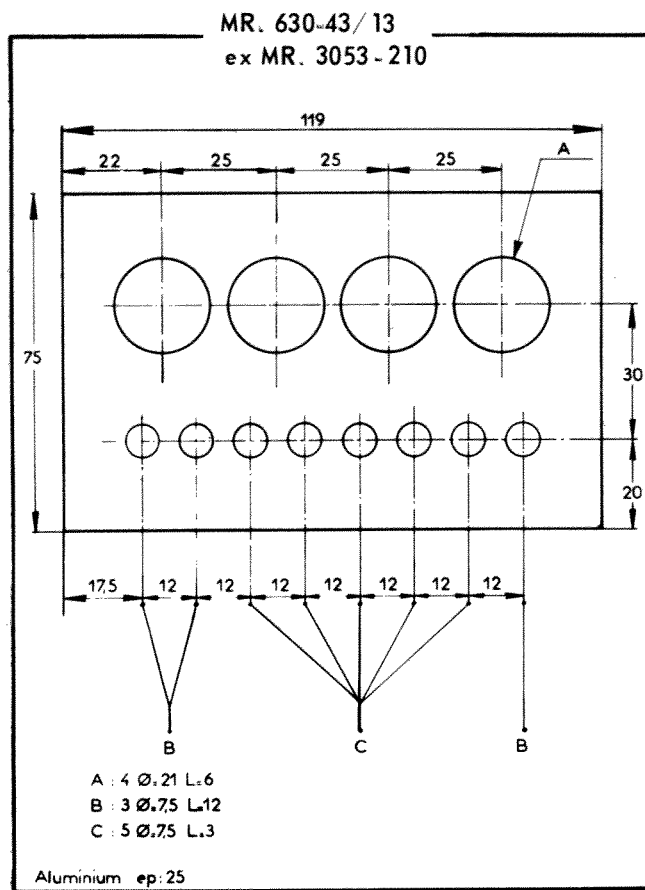 MR. 630-43/13
ex MR. 3053-210
119
22 25 25 25 A
75
30
20
17,5 12 12 12 12 12 12 12
B C B
A : 4 Ø.21 L.6
B : 3 Ø.7,5 L.12
C : 5 Ø.7,5 L.3
Aluminium ep:25